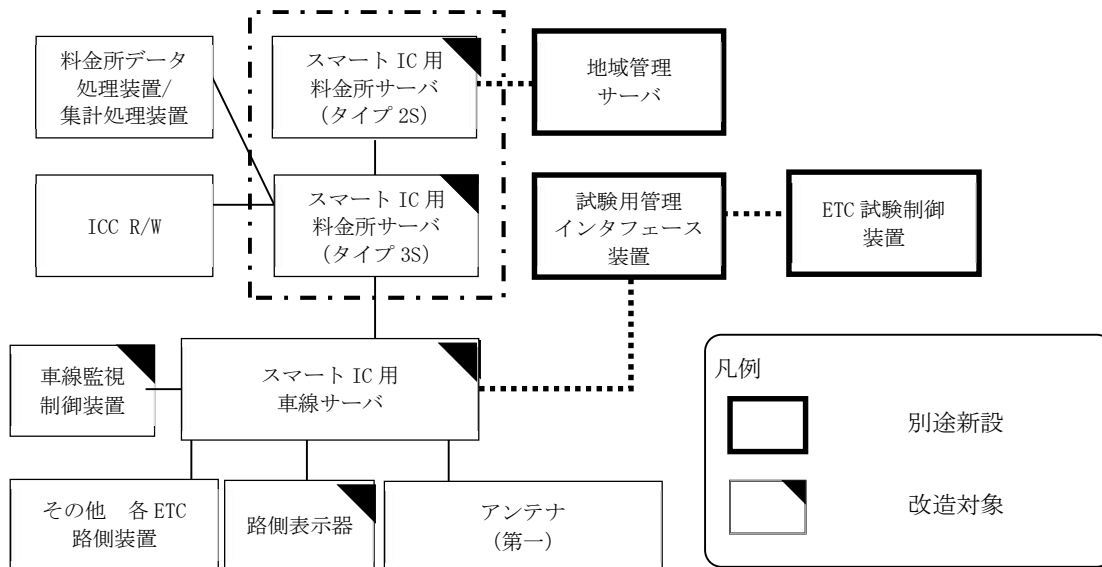 料金所データ
処理装置/
集計処理装置
スマート IC 用
料金所サーバ
(タイプ 2S)
地域管理
サーバ
ICC R/W
スマート IC 用
料金所サーバ
(タイプ 3S)
試験用管理
インタフェース
装置
ETC 試験制御
装置
車線監視
制御装置
スマート IC 用
車線サーバ
その他　各 ETC
路側装置
路側表示器
アンテナ
(第一)
凡例
別途新設
改造対象